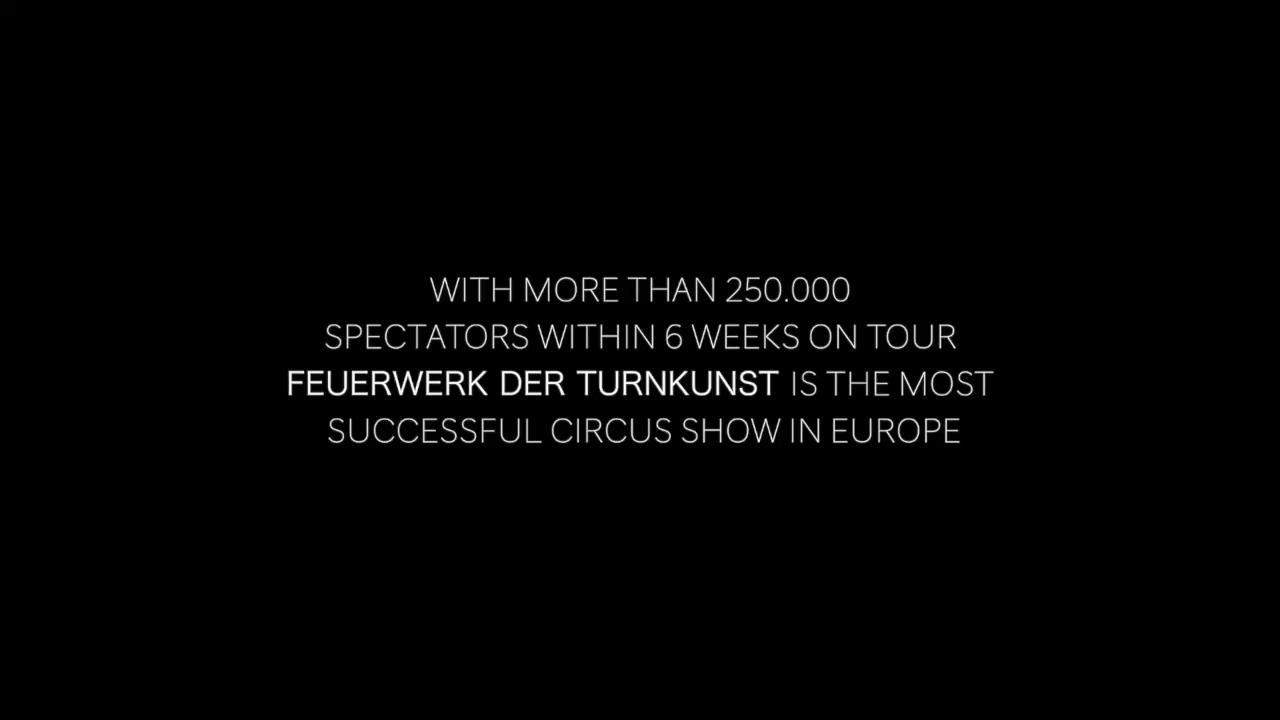 WITH MORE THAN 250.000
SPECTATORS WITHIN 6 WEEKS ON TOUR
FEUERWERK DER TURNKUNST IS THE MOST
SUCCESSFUL CIRCUS SHOW IN EUROPE